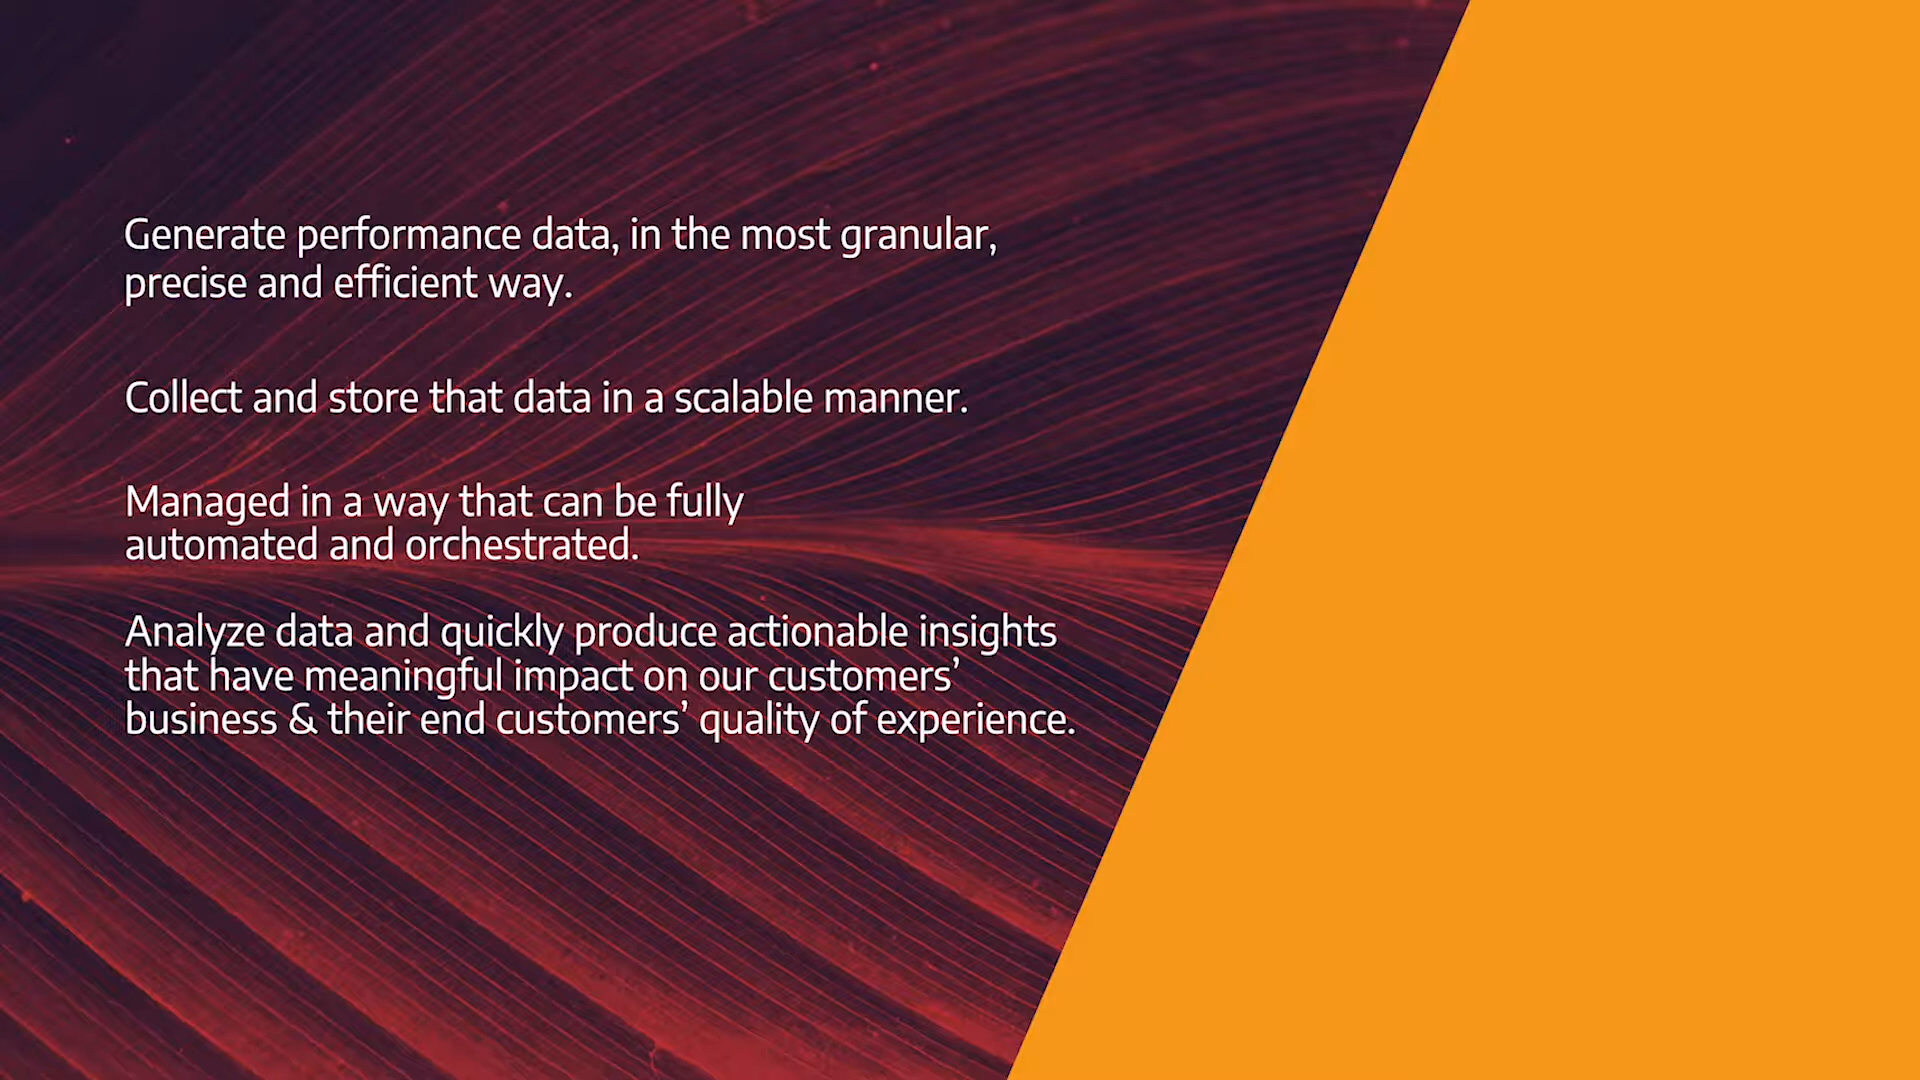 Generate performance data, in the most granular,
precise and efficient way.
Collect and store that data in a scalable manner.
Managed in a way that can be fully
automated and orchestrated.
Analyze data and quickly produce actionable insights
that have meaningful impact on our customers’
business & their end customers’ quality of experience.